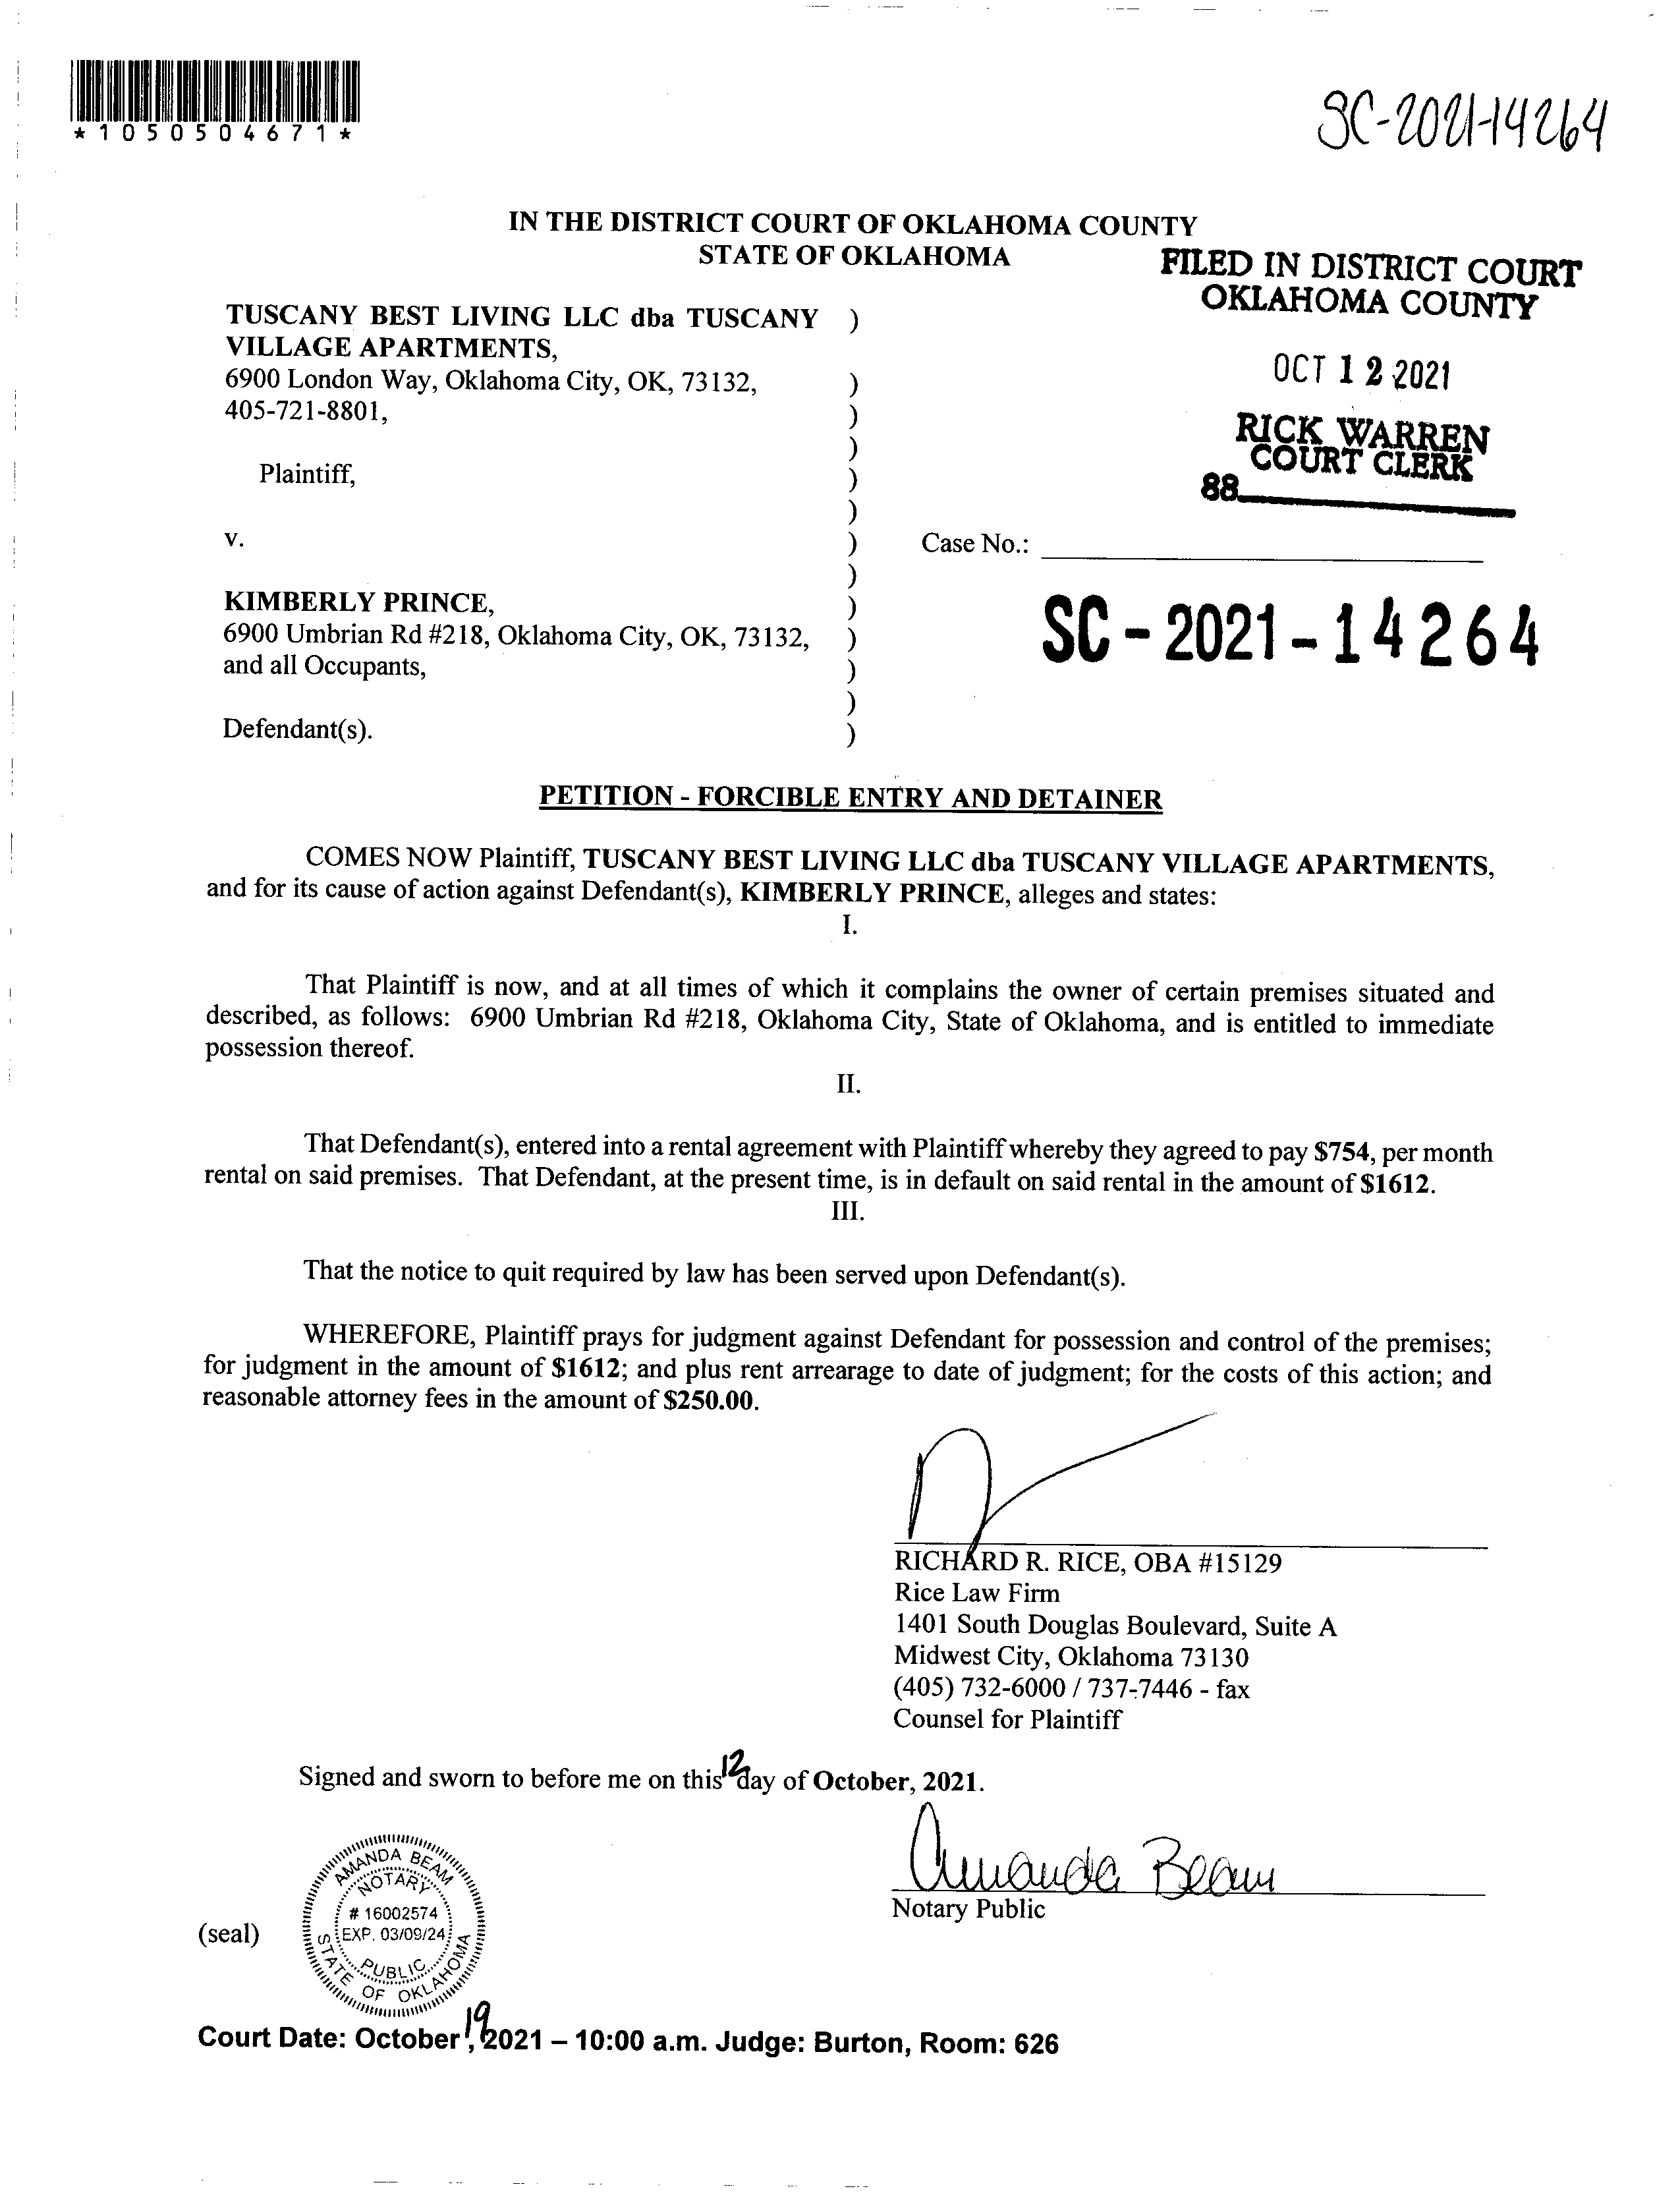 *1050504671*
SC-2021-14264
IN THE DISTRICT COURT OF OKLAHOMA COUNTY
STATE OF OKLAHOMA
FILED IN DISTRICT COURT
OKLAHOMA COUNTY
OCT 12 2021
RICK WARREN
COURT CLERK
88
TUSCANY BEST LIVING LLC dba TUSCANY )
VILLAGE APARTMENTS,
6900 London Way, Oklahoma City, OK, 73132, )
405-721-8801, )
)
Plaintiff, )
)
v. ) Case No.:
)
KIMBERLY PRINCE, )
6900 Umbrian Rd #218, Oklahoma City, OK, 73132, )
and all Occupants, )
)
Defendant(s). )
SC-2021-14264
PETITION - FORCIBLE ENTRY AND DETAINER
COMES NOW Plaintiff, TUSCANY BEST LIVING LLC dba TUSCANY VILLAGE APARTMENTS,
and for its cause of action against Defendant(s), KIMBERLY PRINCE, alleges and states:
I.
That Plaintiff is now, and at all times of which it complains the owner of certain premises situated and
described, as follows: 6900 Umbrian Rd #218, Oklahoma City, State of Oklahoma, and is entitled to immediate
possession thereof.
II.
That Defendant(s), entered into a rental agreement with Plaintiff whereby they agreed to pay $754, per month
rental on said premises. That Defendant, at the present time, is in default on said rental in the amount of $1612.
III.
That the notice to quit required by law has been served upon Defendant(s).
WHEREFORE, Plaintiff prays for judgment against Defendant for possession and control of the premises;
for judgment in the amount of $1612; and plus rent arrearage to date of judgment; for the costs of this action; and
reasonable attorney fees in the amount of $250.00.
RICHARD R. RICE, OBA #15129
Rice Law Firm
1401 South Douglas Boulevard, Suite A
Midwest City, Oklahoma 73130
(405) 732-6000 / 737-7446 - fax
Counsel for Plaintiff
Signed and sworn to before me on this 12 day of October, 2021.
Amanda Beam
Notary Public
(seal)
AMANDA BEAM
NOTARY
# 16002574
EXP. 03/09/24
PUBLIC
STATE OF OKLAHOMA
Court Date: October 19, 2021 – 10:00 a.m. Judge: Burton, Room: 626